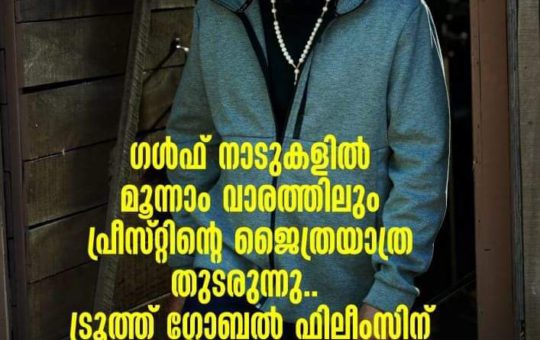 ഗൾഫ് നാടുകളിൽ
മൂന്നാം വാരത്തിലും
പ്രീസ്റ്റിന്റെ ജൈത്രയാത്ര
തുടരുന്നു..
ട്രൂത്ത് ഗ്ലോബൽ ഫിലിംസിന്